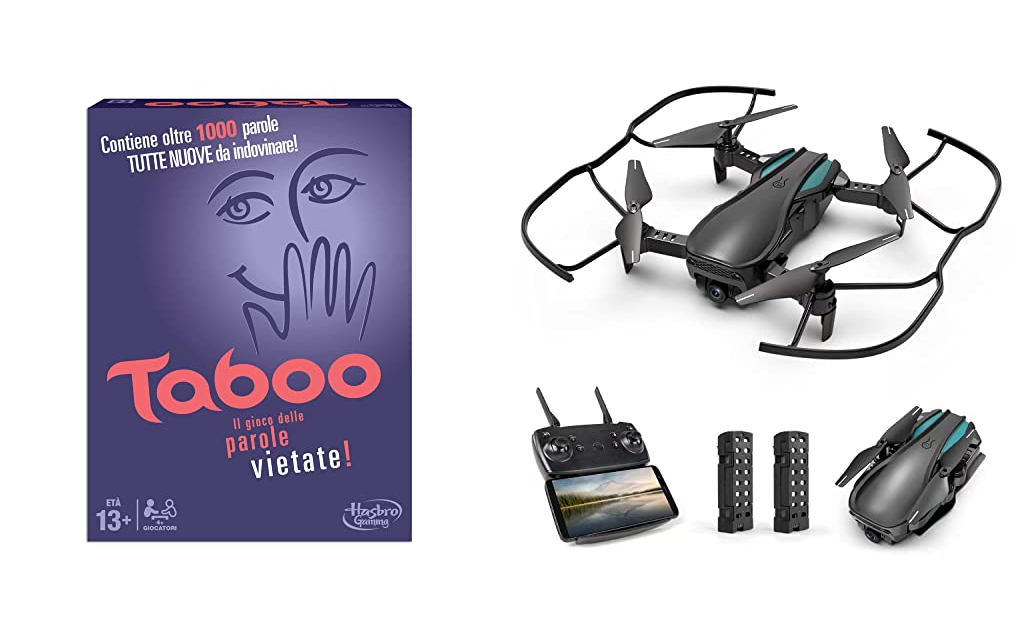 Taboo
Contiene oltre 1000 parole
TUTTE NUOVE da indovinare!
Taboo
Il gioco delle
parole
vietate!
ETÀ
13+
4+
GIOCATORI
Hasbro
Gaming